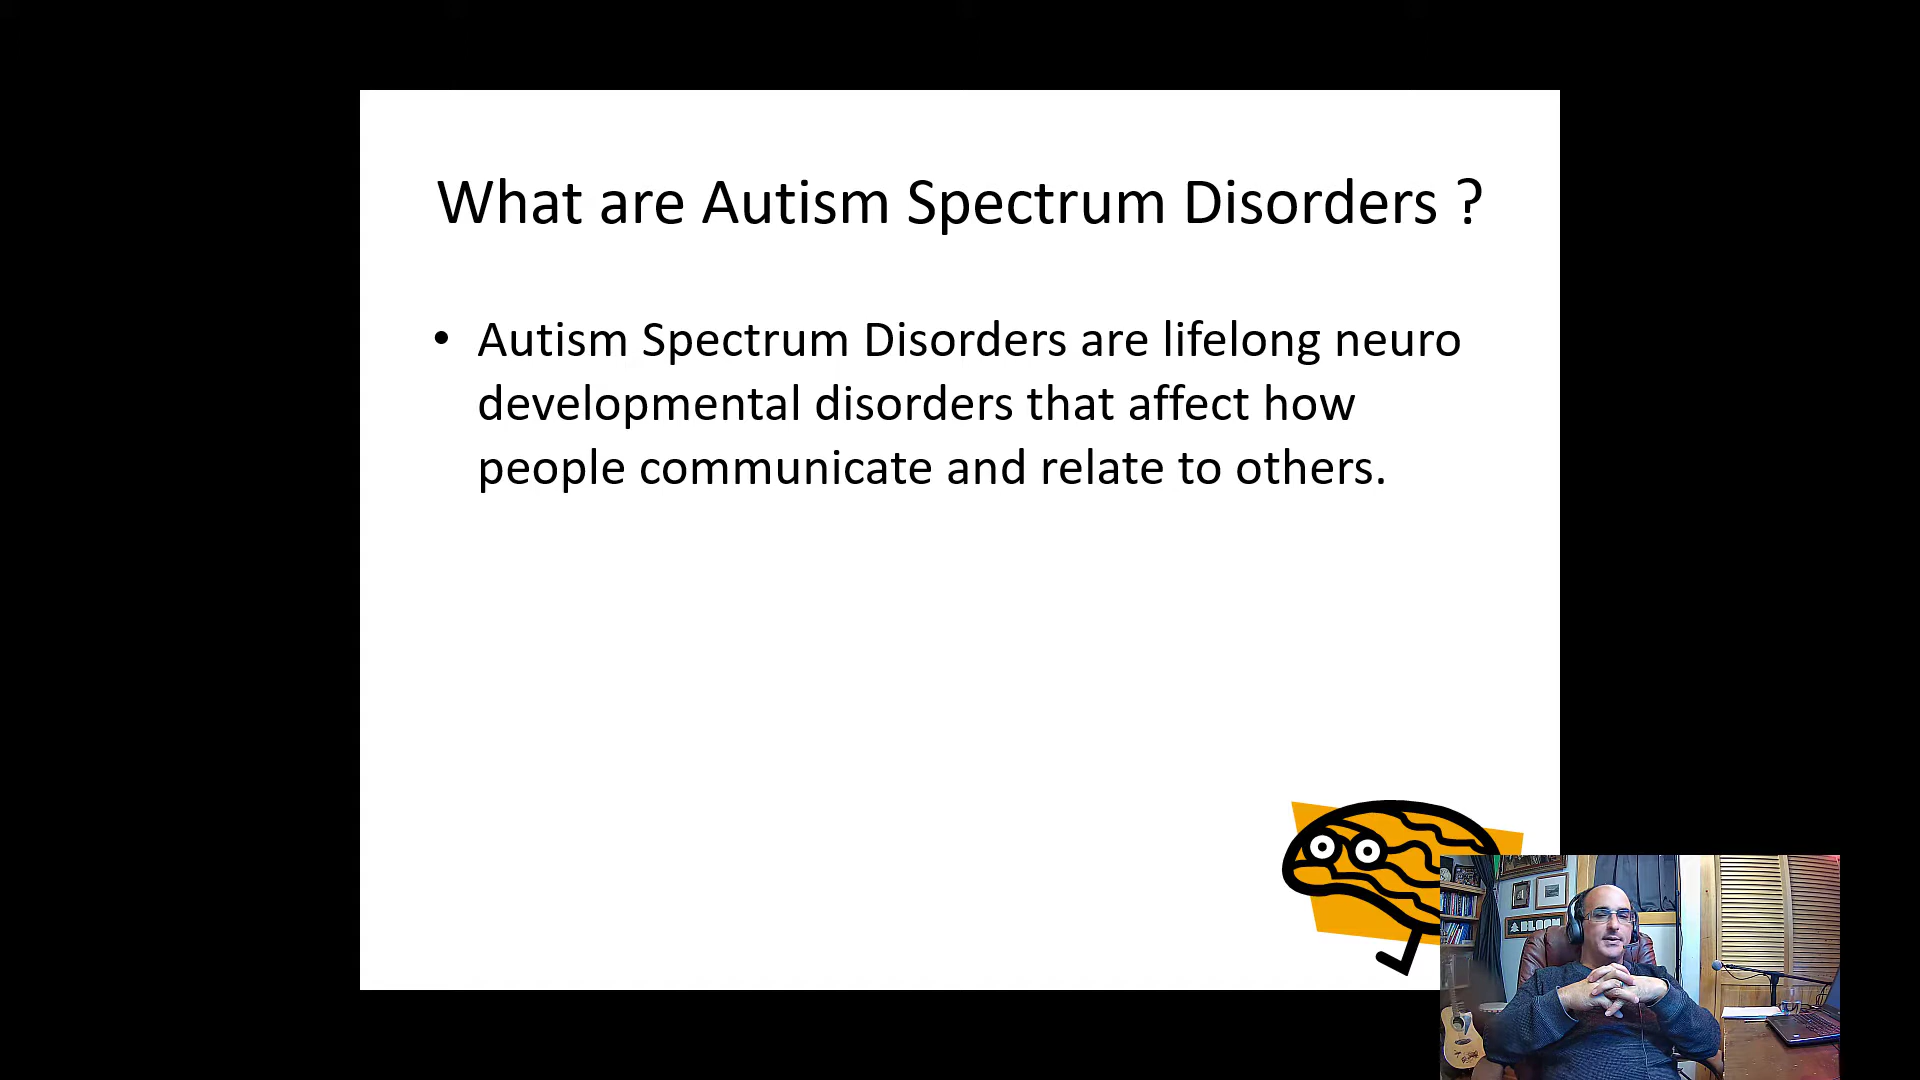 What are Autism Spectrum Disorders ?
• Autism Spectrum Disorders are lifelong neuro
developmental disorders that affect how
people communicate and relate to others.